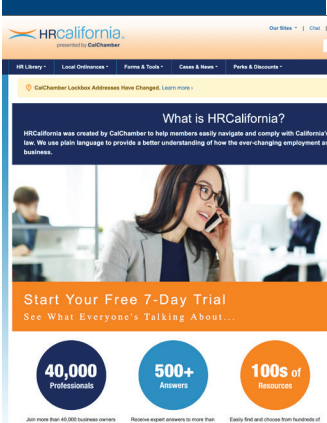 Our Sites | Chat |
HRCalifornia®
presented by CalChamber
HR Library Local Ordinances Forms & Tools Cases & News Perks & Discounts
CalChamber Lockbox Addresses Have Changed. Learn more ›
What is HRCalifornia?
HRCalifornia was created by CalChamber to help members easily navigate and comply with California's
law. We use plain language to provide a better understanding of how the ever-changing employment
business.
Start Your Free 7-Day Trial
See What Everyone's Talking About...
40,000 500+ 100s of
Professionals Answers Resources
Join more than 40,000 business owners Receive expert answers to more than Easily find and choose from hundreds of